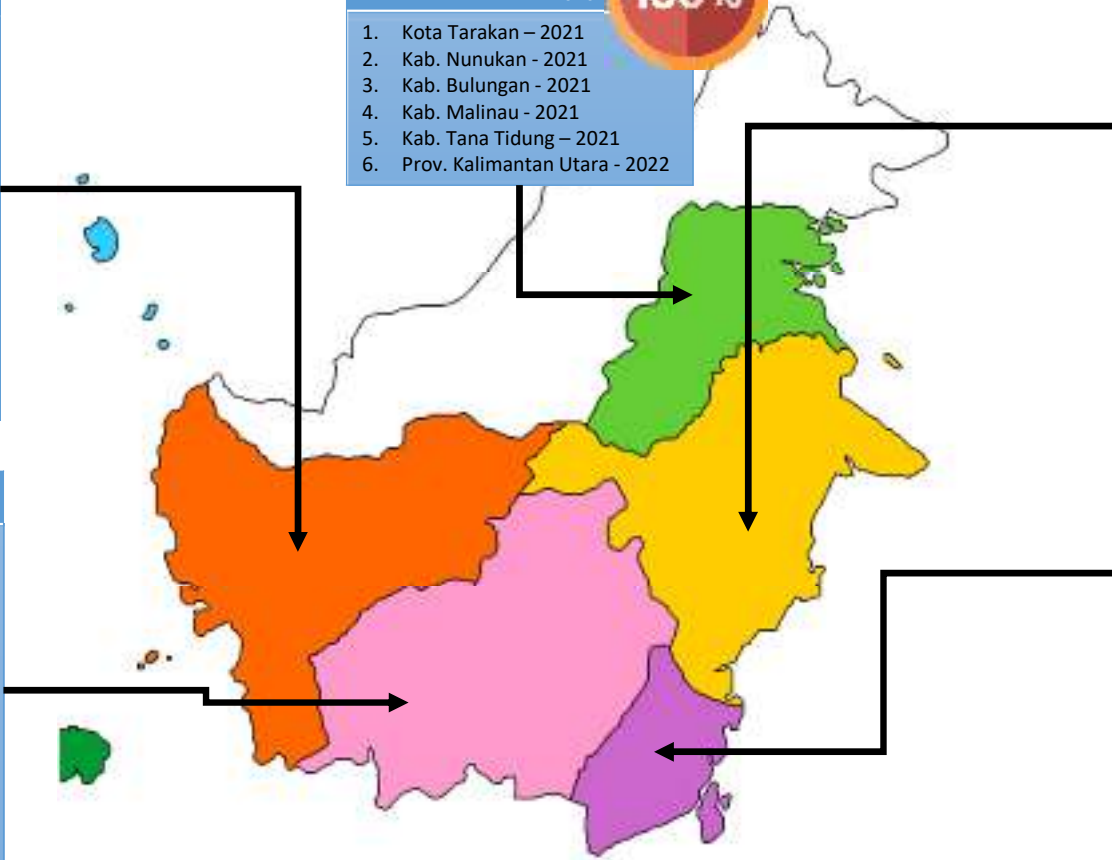 100%
1. Kota Tarakan – 2021
2. Kab. Nunukan - 2021
3. Kab. Bulungan - 2021
4. Kab. Malinau - 2021
5. Kab. Tana Tidung – 2021
6. Prov. Kalimantan Utara - 2022